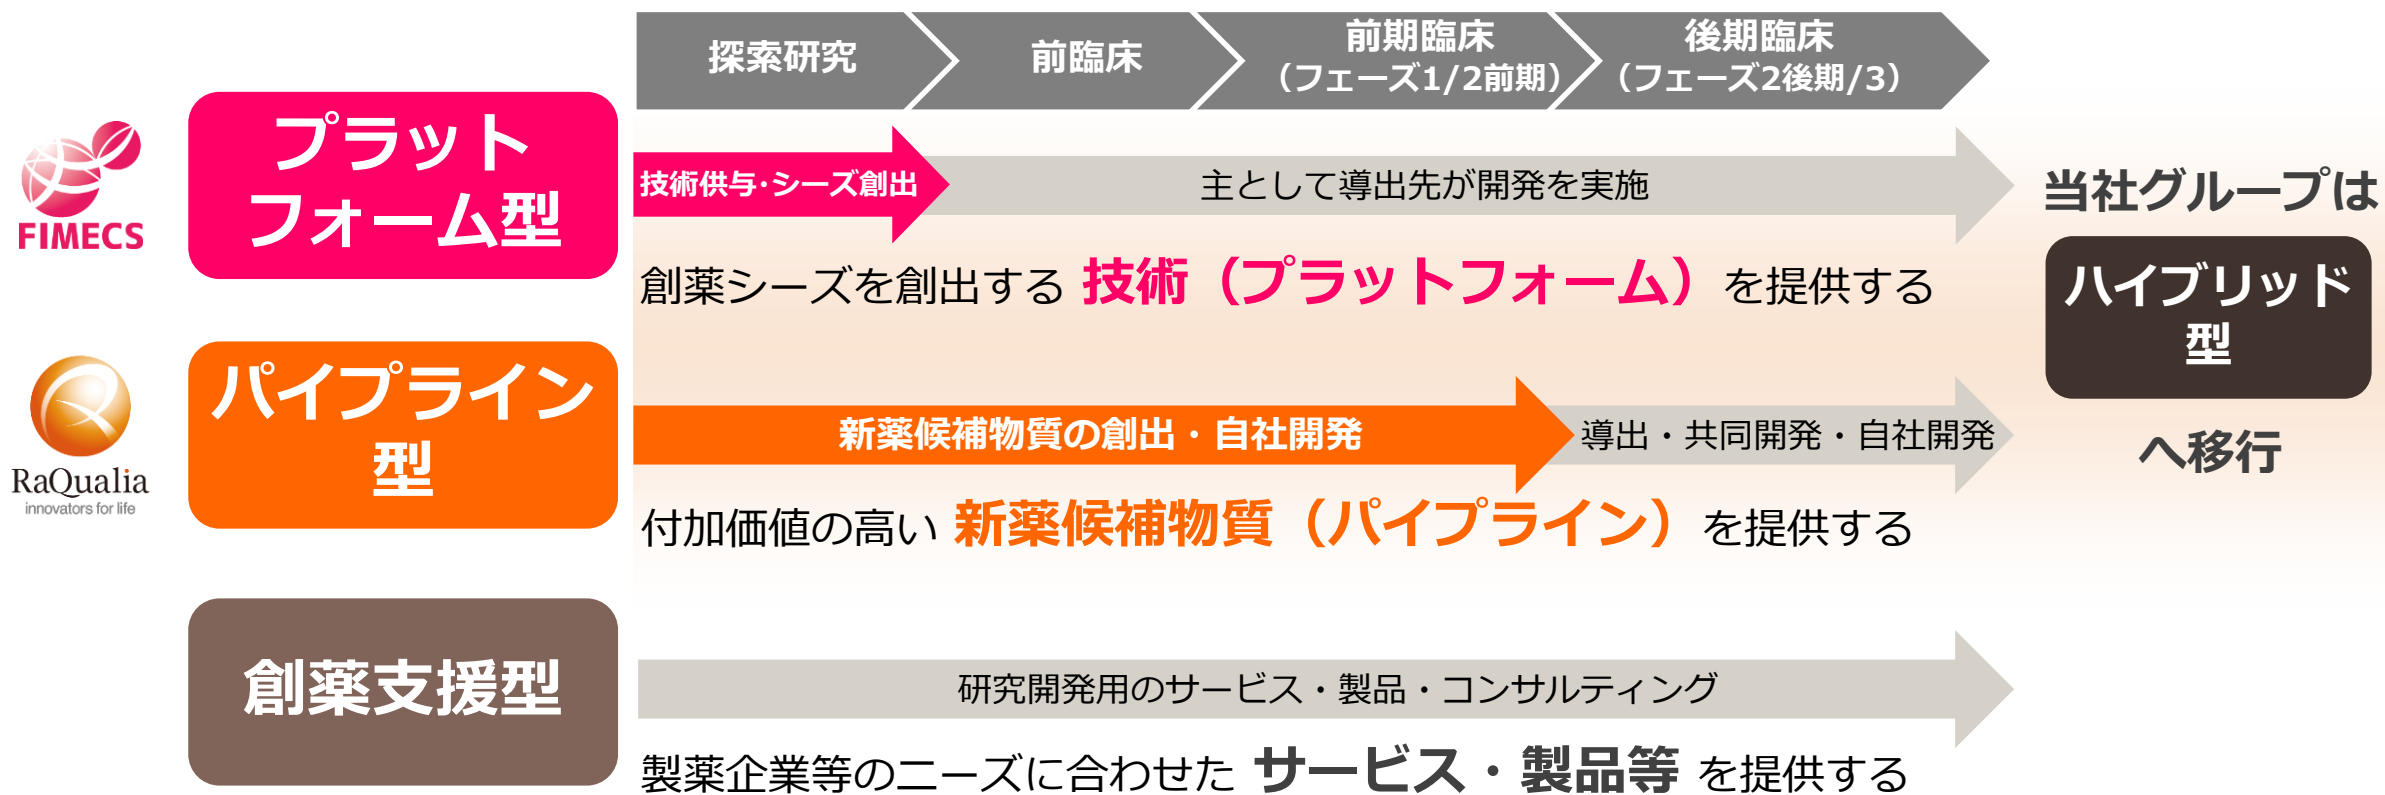 探索研究
前臨床
前期臨床
（フェーズ1/2前期）
後期臨床
（フェーズ2後期/3）
FIMECS
プラット
フォーム型
技術供与･シーズ創出
主として導出先が開発を実施
創薬シーズを創出する 技術（プラットフォーム）を提供する
RaQualia
innovators for life
パイプライン
型
新薬候補物質の創出・自社開発
導出・共同開発・自社開発
付加価値の高い 新薬候補物質（パイプライン）を提供する
創薬支援型
研究開発用のサービス・製品・コンサルティング
製薬企業等のニーズに合わせた サービス・製品等 を提供する
当社グループは
ハイブリッド
型
へ移行